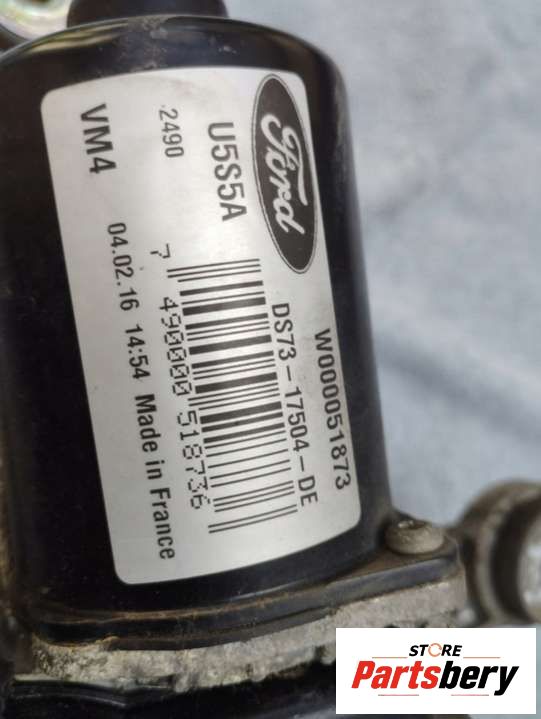 Ford
W000051873
U5S5A
DS73-17504-DE
2490
7 490000 518736
VM4
04.02.16 14:54 Made in France
STORE
Partsbery